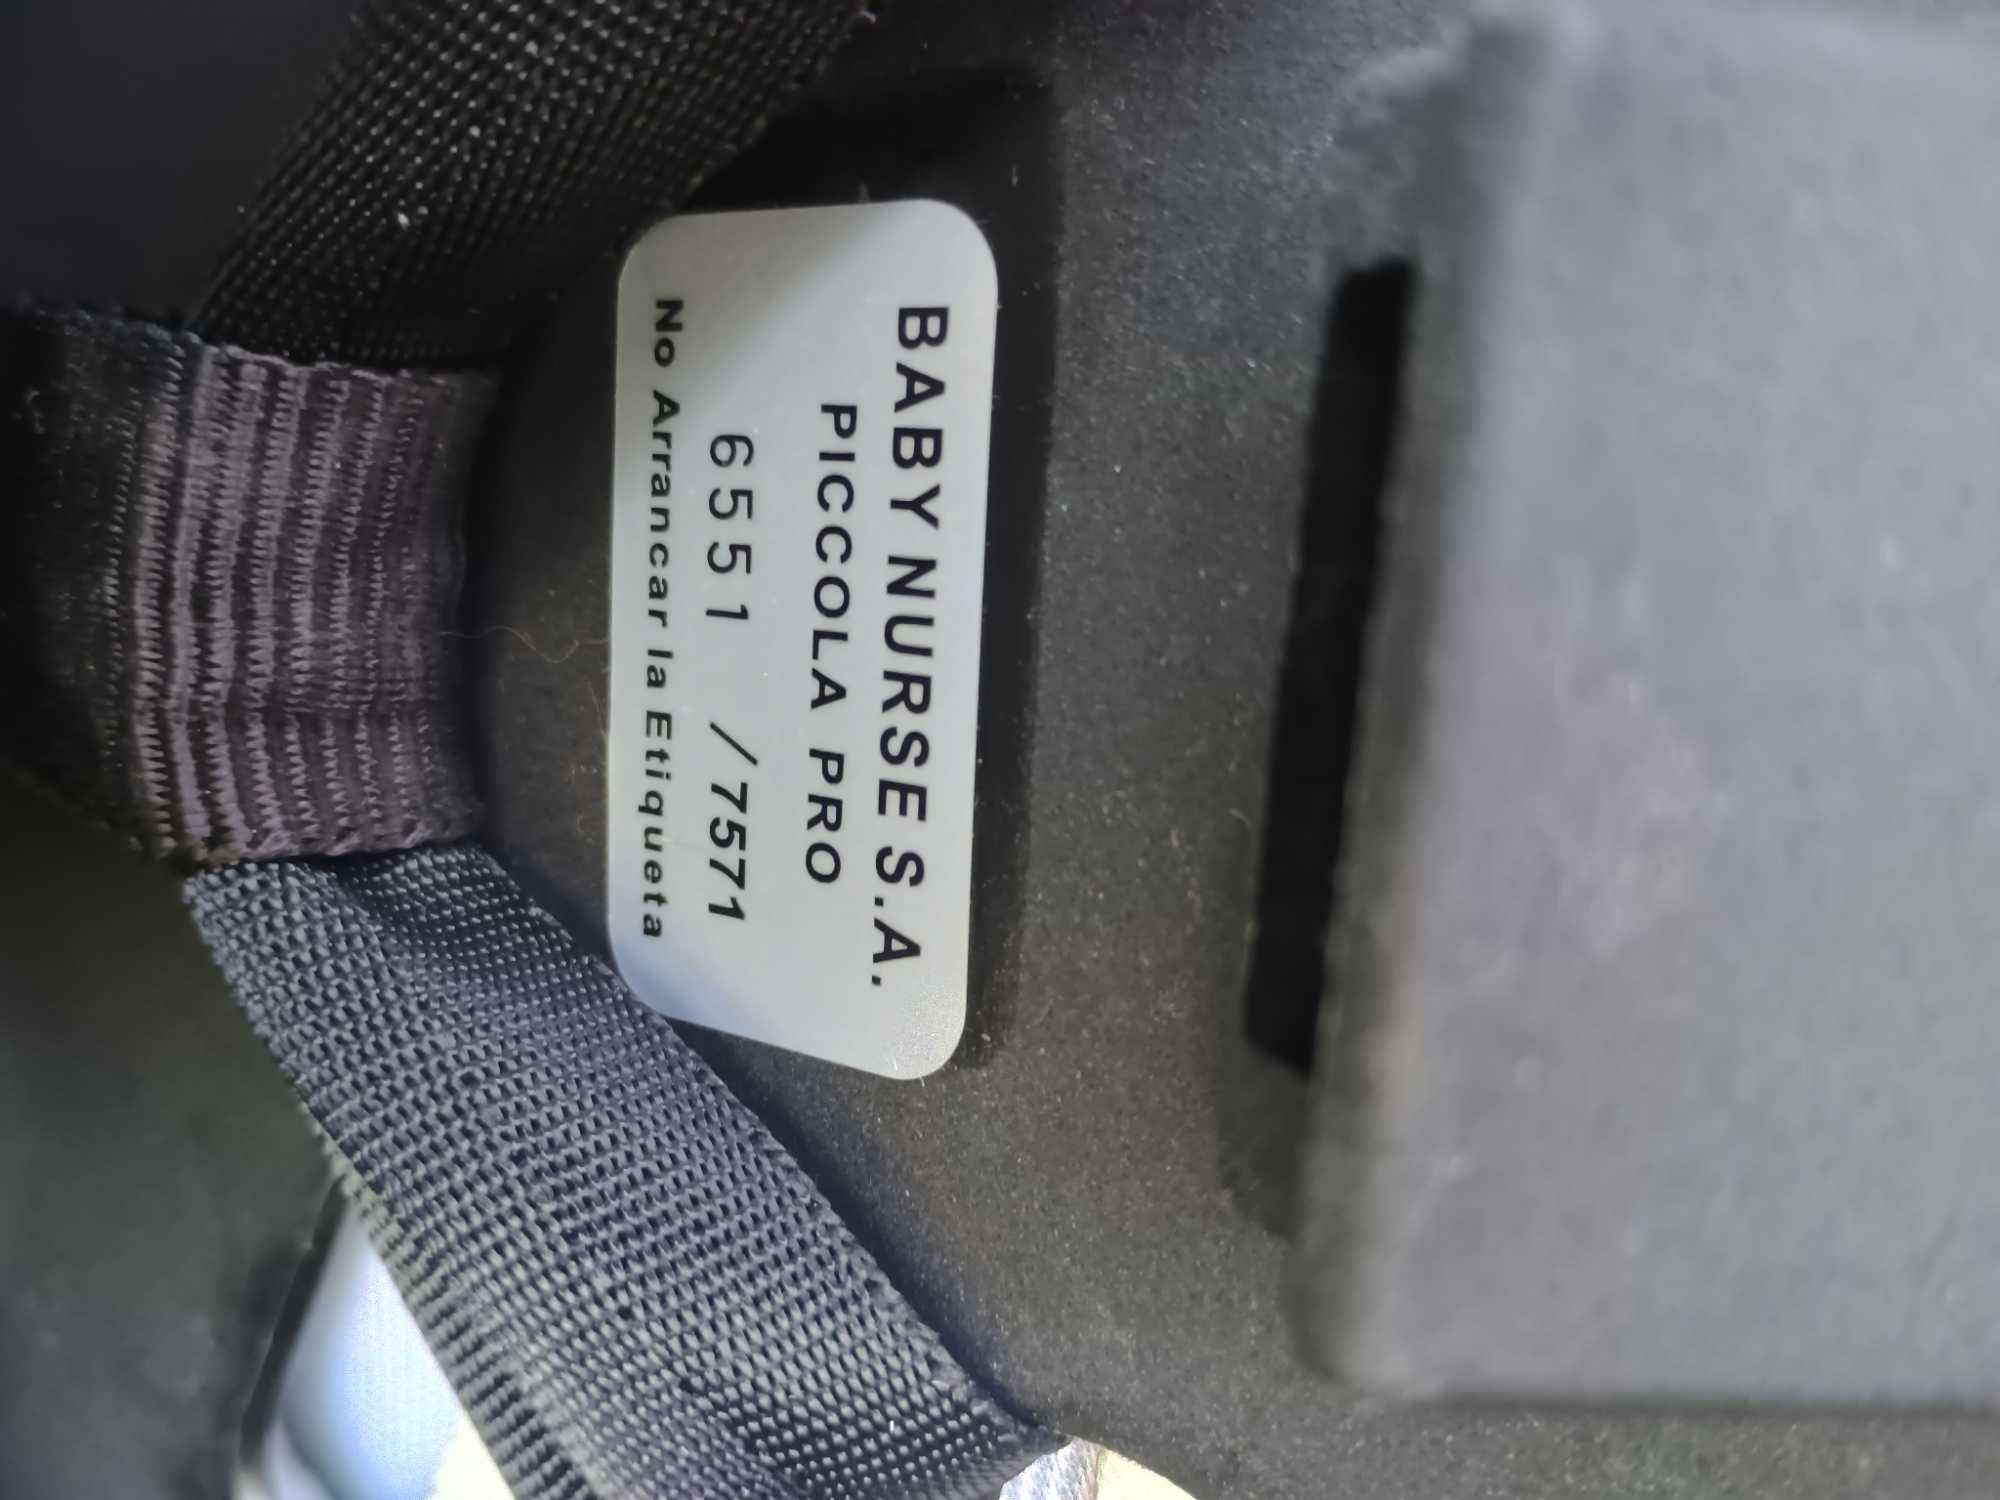 BABY NURSE S.A.
PICCOLA PRO
6551 /7571
No Arrancar la Etiqueta